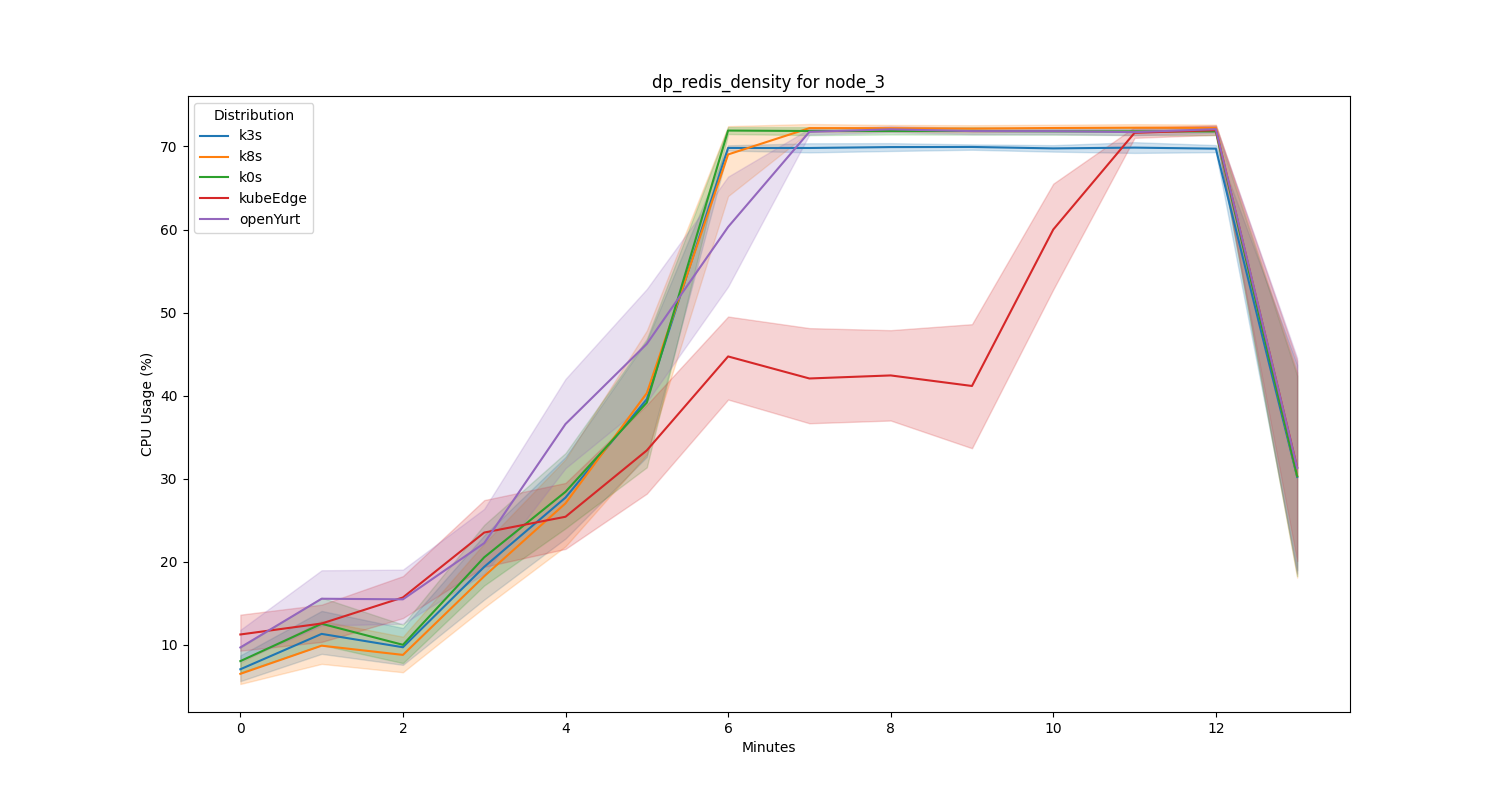 dp_redis_density for node_3
Distribution
k3s
k8s
k0s
kubeEdge
openYurt
CPU Usage (%)
70
60
50
40
30
20
10
0 2 4 6 8 10 12
Minutes